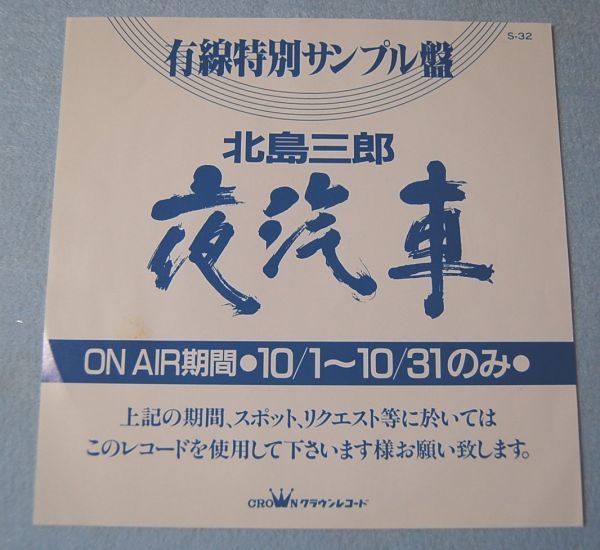 S-32
有線特別サンプル盤
北島三郎
夜汽車
ON AIR期間●10/1〜10/31のみ●
上記の期間、スポット、リクエスト等に於いては
このレコードを使用して下さいます様お願い致します。
CROWN クラウンレコード